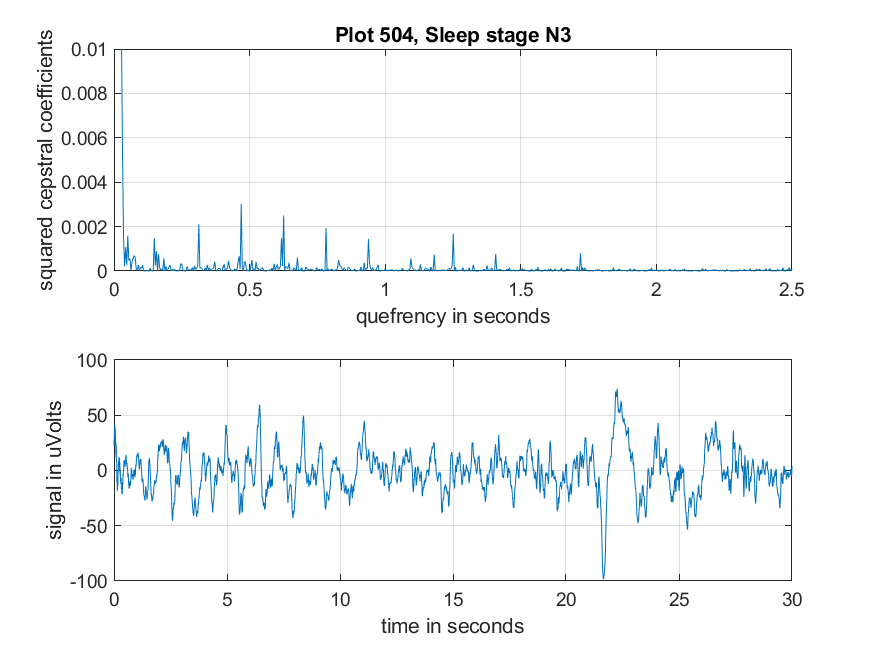 Plot 504, Sleep stage N3
squared cepstral coefficients
0.01
0.008
0.006
0.004
0.002
0
0 0.5 1 1.5 2 2.5
quefrency in seconds
signal in uVolts
100
50
0
-50
-100
0 5 10 15 20 25 30
time in seconds